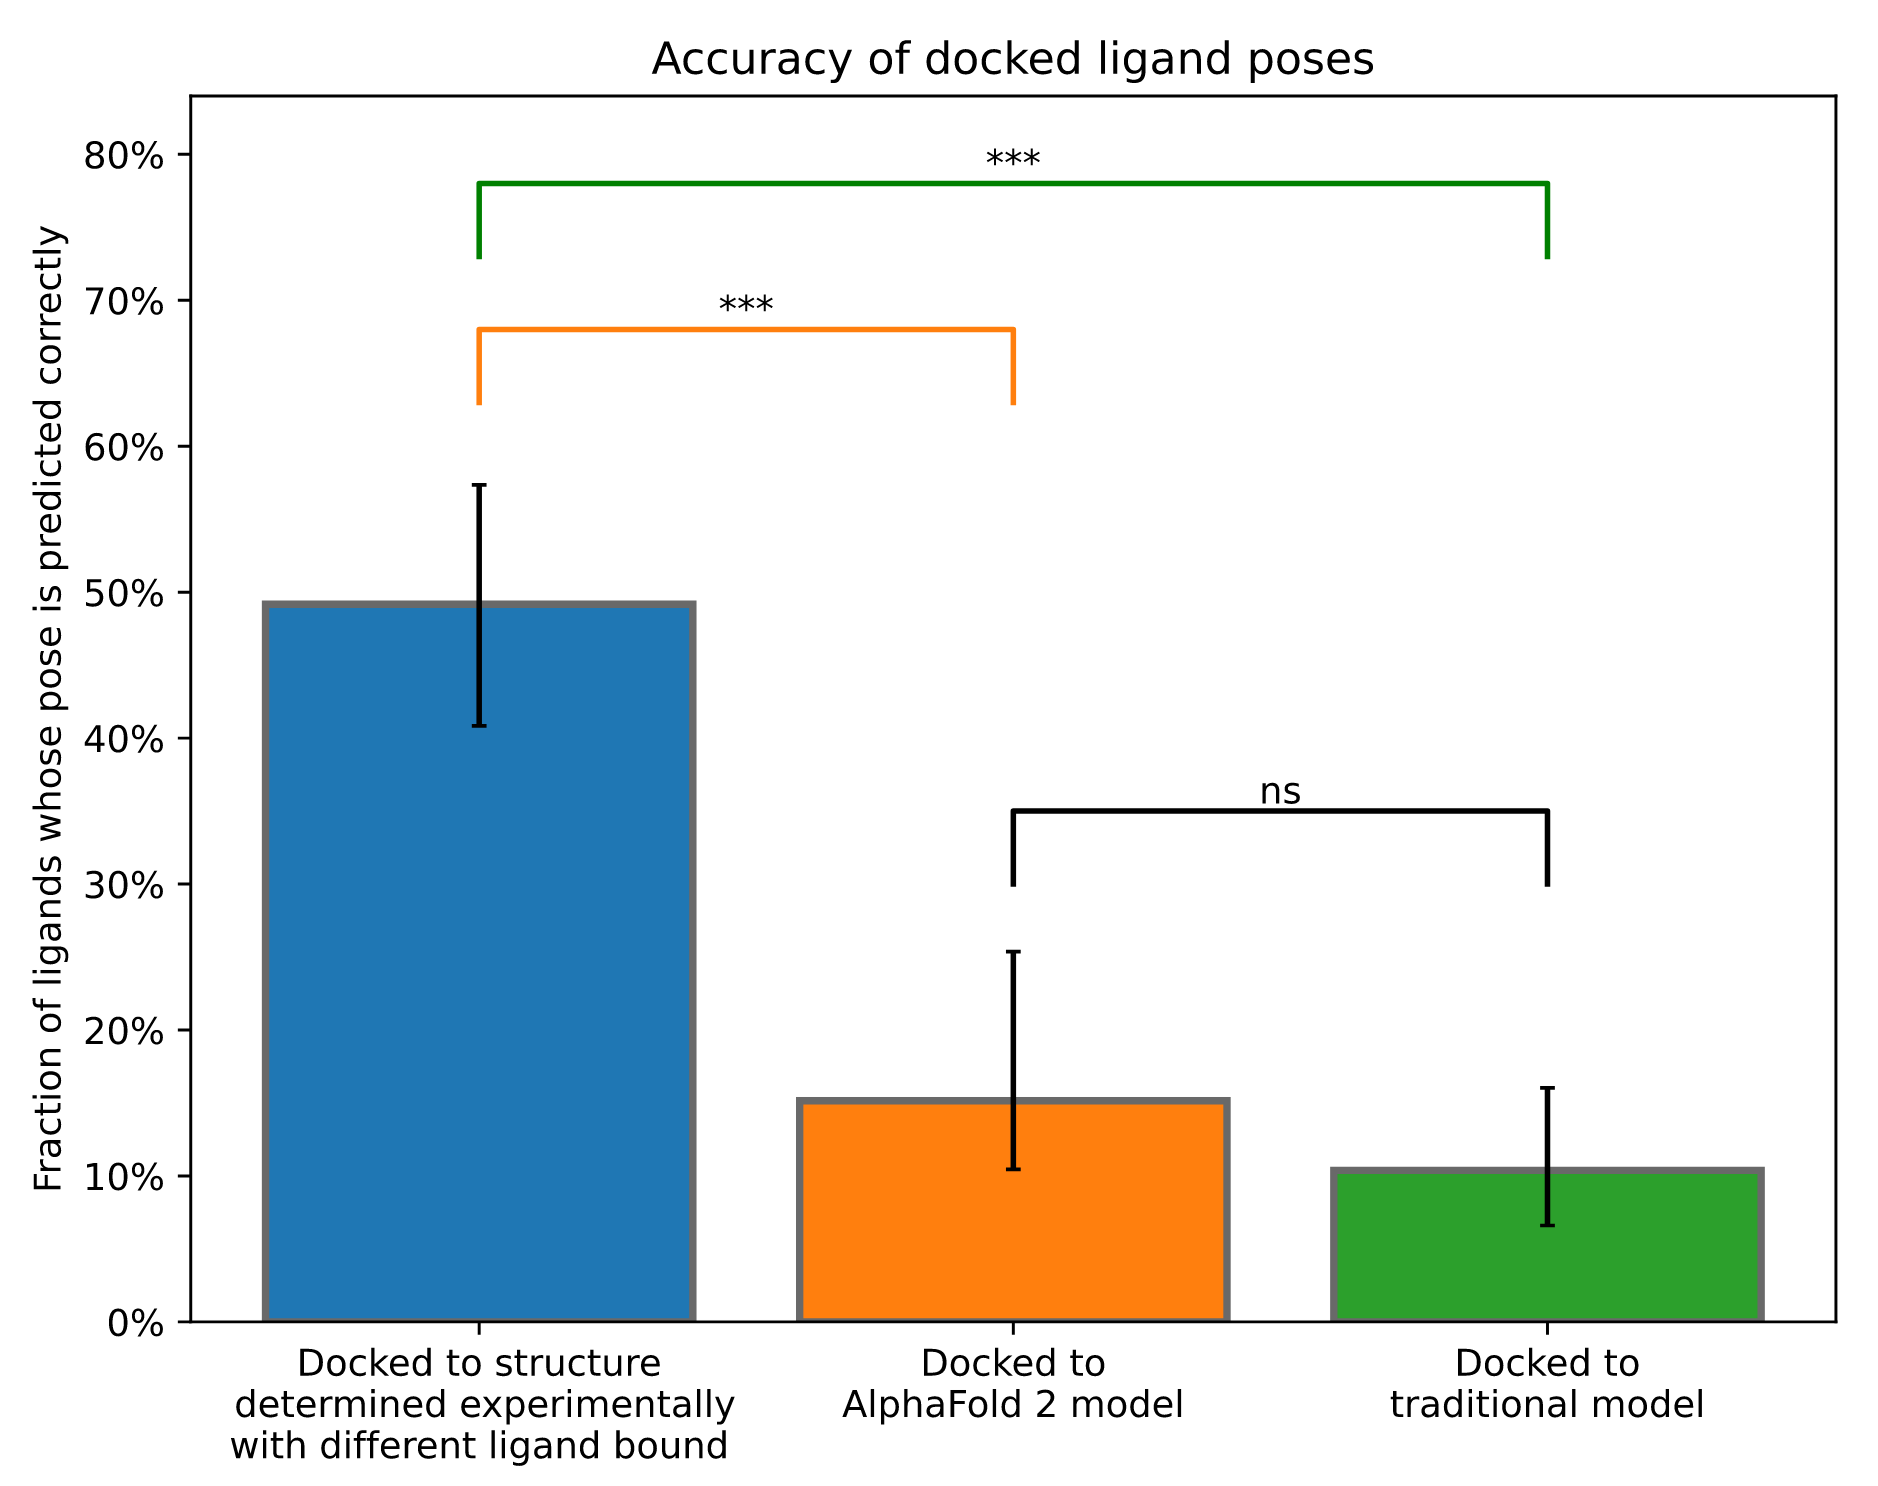 Accuracy of docked ligand poses
Fraction of ligands whose pose is predicted correctly
80%
70%
60%
50%
40%
30%
20%
10%
0%
***
***
ns
Docked to structure
determined experimentally
with different ligand bound
Docked to
AlphaFold 2 model
Docked to
traditional model